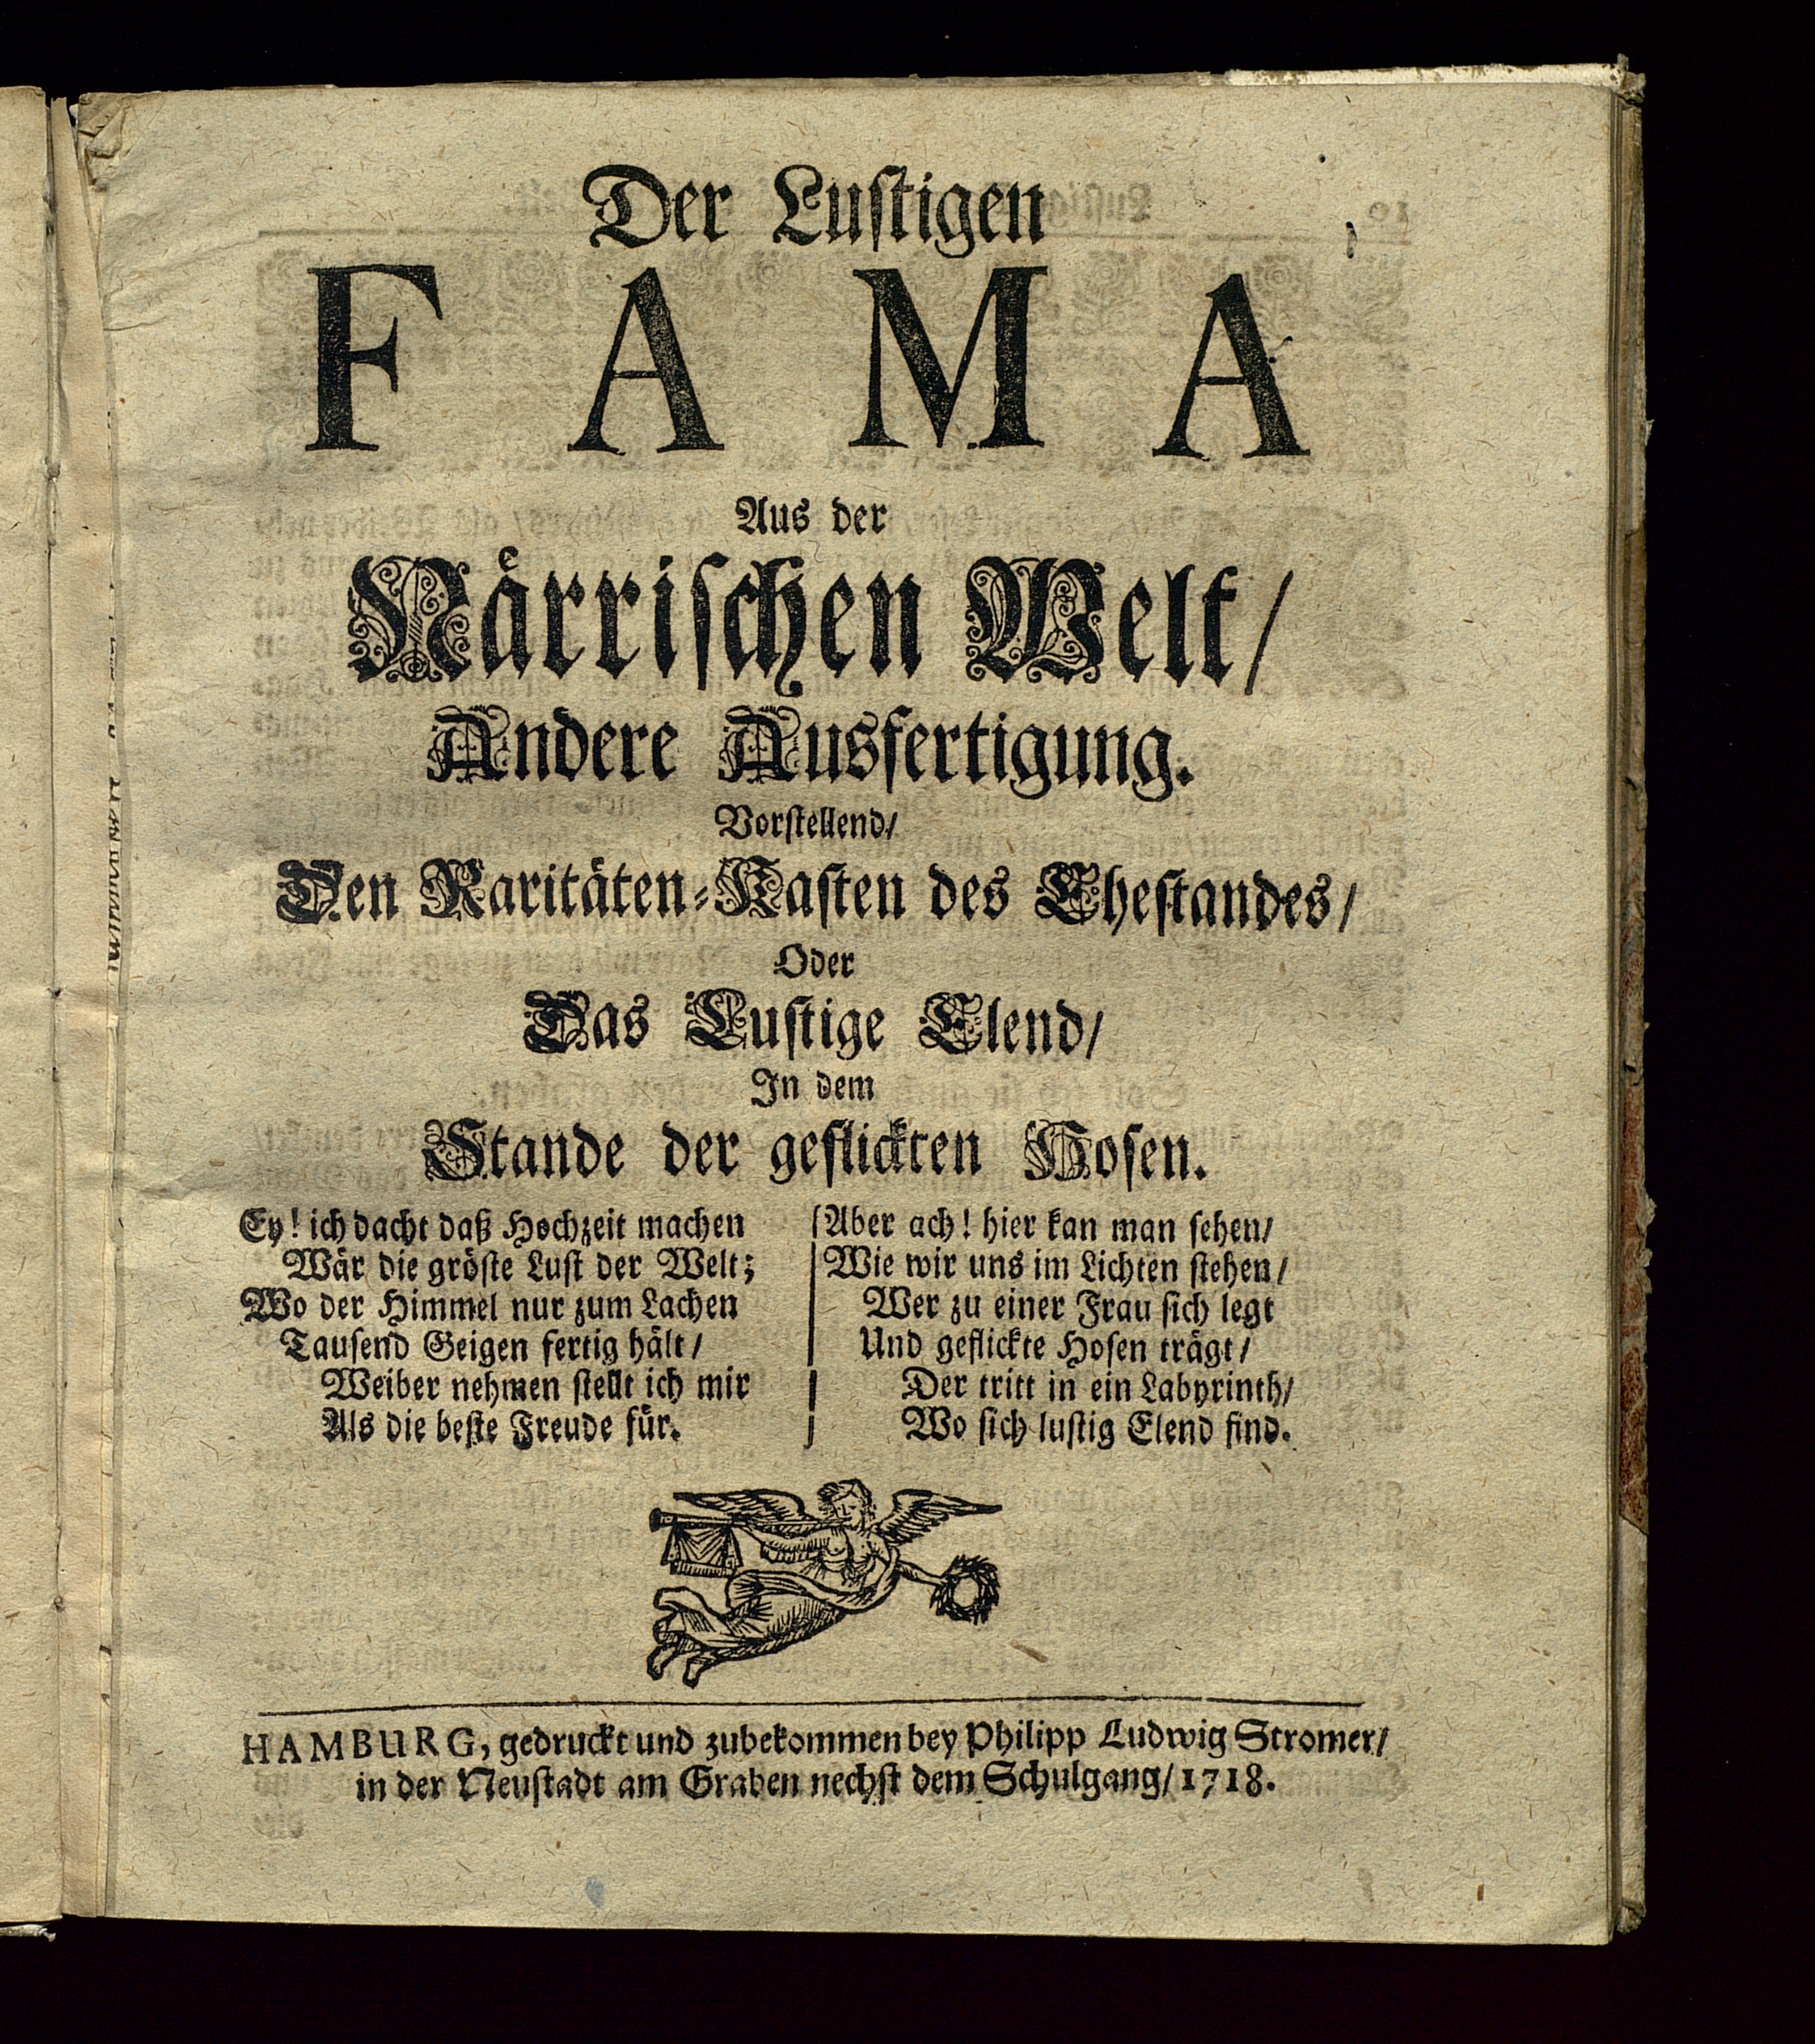 Der Lustigen
FAMA
Aus der
Närrischen Welt/
Andere Ausfertigung.
Vorstellend/
Den Raritäten-Kasten des Ehestandes/
Oder
Das Lustige Elend/
In dem
Stande der geflickten Hosen.
Ey! ich dacht daß Hochzeit machen
Wär die gröste Lust der Welt;
Wo der Himmel nur zum Lachen
Tausend Geigen fertig hält/
Weiber nehmen stellt ich mir
Als die beste Freude für.
Aber ach! hier kan man sehen/
Wie wir uns im Lichten stehen/
Wer zu einer Frau sich legt
Und geflickte Hosen trägt/
Der tritt in ein Labyrinth/
Wo sich lustig Elend find.
HAMBURG, gedruckt und zubekommen bey Philipp Ludwig Stromer/
in der Neustadt am Graben nechst dem Schulgang/ 1718.